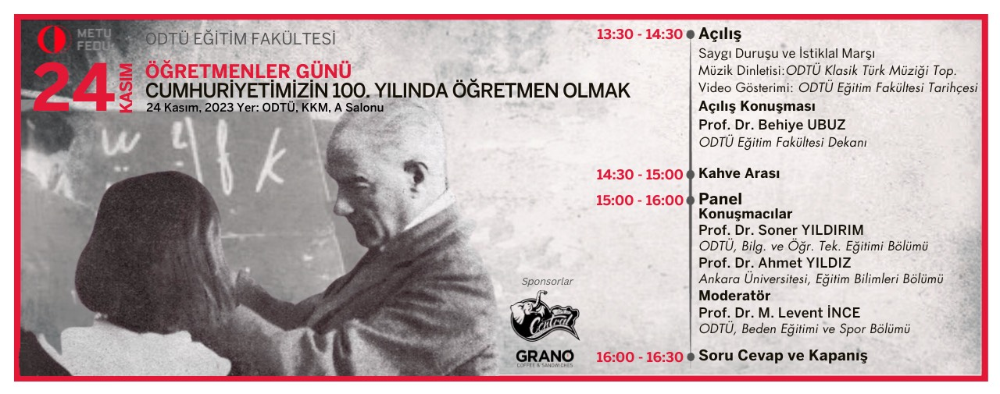 METU
FEDU
ODTÜ EĞİTİM FAKÜLTESİ
24
KASIM
ÖĞRETMENLER GÜNÜ
CUMHURİYETİMİZİN 100. YILINDA ÖĞRETMEN OLMAK
24 Kasım, 2023 Yer: ODTÜ, KKM, A Salonu
13:30 - 14:30 Açılış
Saygı Duruşu ve İstiklal Marşı
Müzik Dinletisi:ODTÜ Klasik Türk Müziği Top.
Video Gösterimi: ODTÜ Eğitim Fakültesi Tarihçesi
Açılış Konuşması
Prof. Dr. Behiye UBUZ
ODTÜ Eğitim Fakültesi Dekanı
14:30 - 15:00 Kahve Arası
15:00 - 16:00 Panel
Konuşmacılar
Prof. Dr. Soner YILDIRIM
ODTÜ, Bilg. ve Öğr. Tek. Eğitimi Bölümü
Prof. Dr. Ahmet YILDIZ
Ankara Üniversitesi, Eğitim Bilimleri Bölümü
Moderatör
Prof. Dr. M. Levent İNCE
ODTÜ, Beden Eğitimi ve Spor Bölümü
16:00 - 16:30 Soru Cevap ve Kapanış
Sponsorlar
Central
GRANO
COFFEE & SANDWICHES